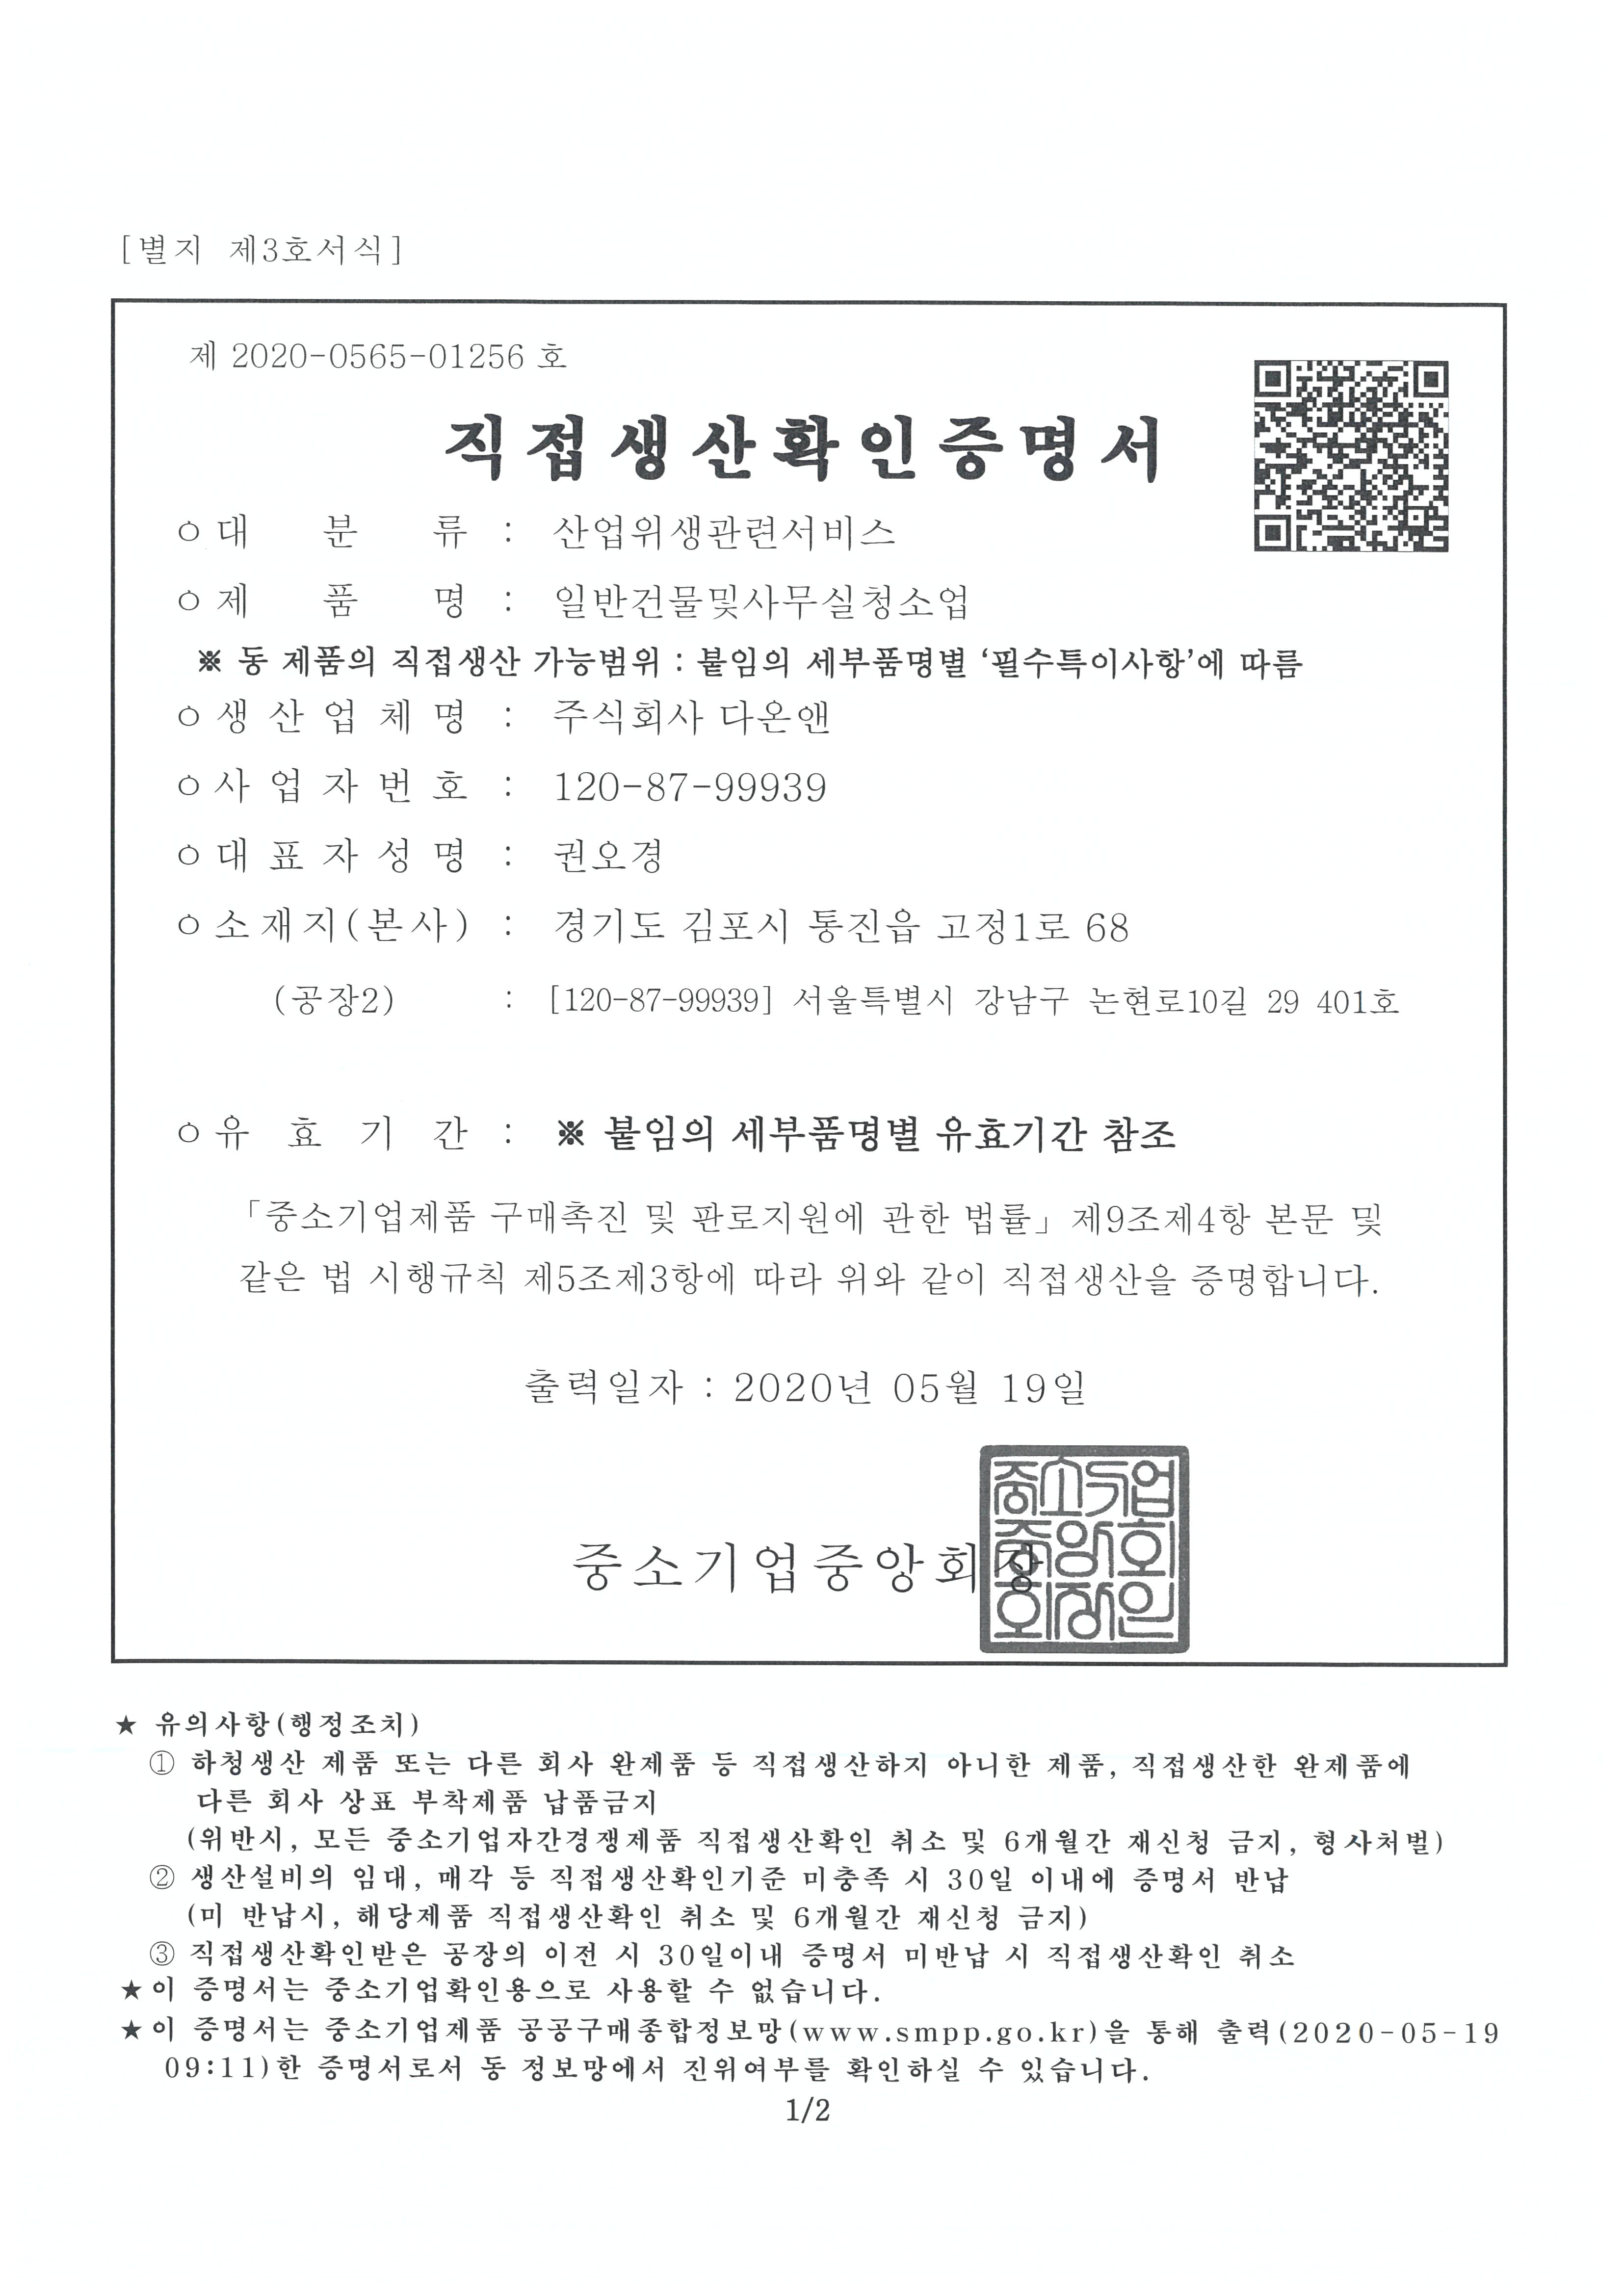 [별지 제3호서식]
제 2020-0565-01256 호
직접생산확인증명서
ㅇ 대 분 류 : 산업위생관련서비스
ㅇ 제 품 명 : 일반건물및사무실청소업
※ 동 제품의 직접생산 가능범위 : 붙임의 세부품명별 ‘필수특이사항’에 따름
ㅇ 생 산 업 체 명 : 주식회사 다온앤
ㅇ 사 업 자 번 호 : 120-87-99939
ㅇ 대 표 자 성 명 : 권오경
ㅇ 소 재 지(본사) : 경기도 김포시 통진읍 고정1로 68
(공장2) : [120-87-99939] 서울특별시 강남구 논현로10길 29 401호
ㅇ 유 효 기 간 : ※ 붙임의 세부품명별 유효기간 참조
「중소기업제품 구매촉진 및 판로지원에 관한 법률」제9조제4항 본문 및
같은 법 시행규칙 제5조제3항에 따라 위와 같이 직접생산을 증명합니다.
출력일자 : 2020년 05월 19일
중소기업중앙회장
중소기업
중앙회
회장인
★ 유의사항(행정조치)
① 하청생산 제품 또는 다른 회사 완제품 등 직접생산하지 아니한 제품, 직접생산한 완제품에
다른 회사 상표 부착제품 납품금지
(위반시, 모든 중소기업자간경쟁제품 직접생산확인 취소 및 6개월간 재신청 금지, 형사처벌)
② 생산설비의 임대, 매각 등 직접생산확인기준 미충족 시 30일 이내에 증명서 반납
(미 반납시, 해당제품 직접생산확인 취소 및 6개월간 재신청 금지)
③ 직접생산확인받은 공장의 이전 시 30일이내 증명서 미반납 시 직접생산확인 취소
★ 이 증명서는 중소기업확인용으로 사용할 수 없습니다.
★ 이 증명서는 중소기업제품 공공구매종합정보망(www.smpp.go.kr)을 통해 출력(2020-05-19
09:11)한 증명서로서 동 정보망에서 진위여부를 확인하실 수 있습니다.
1/2